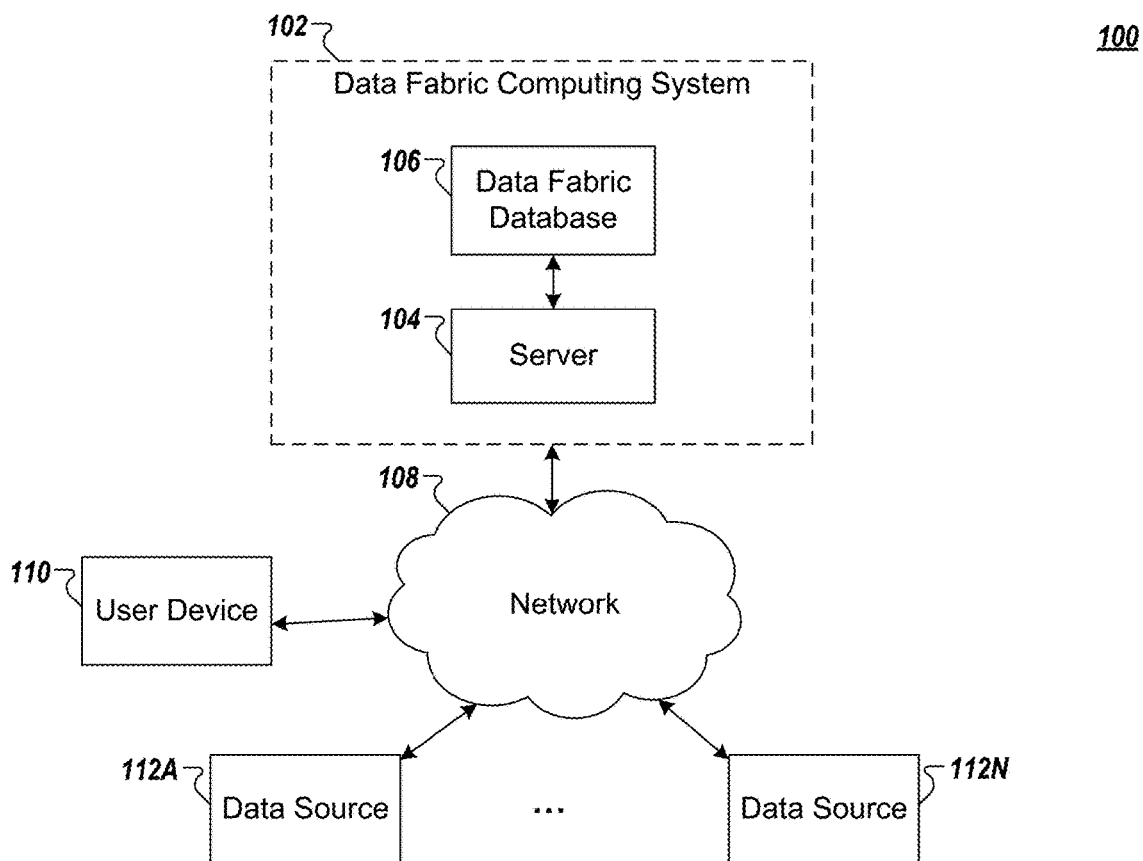 102
100
Data Fabric Computing System
106
Data Fabric
Database
104
Server
108
110
User Device
Network
112A
Data Source
...
112N
Data Source